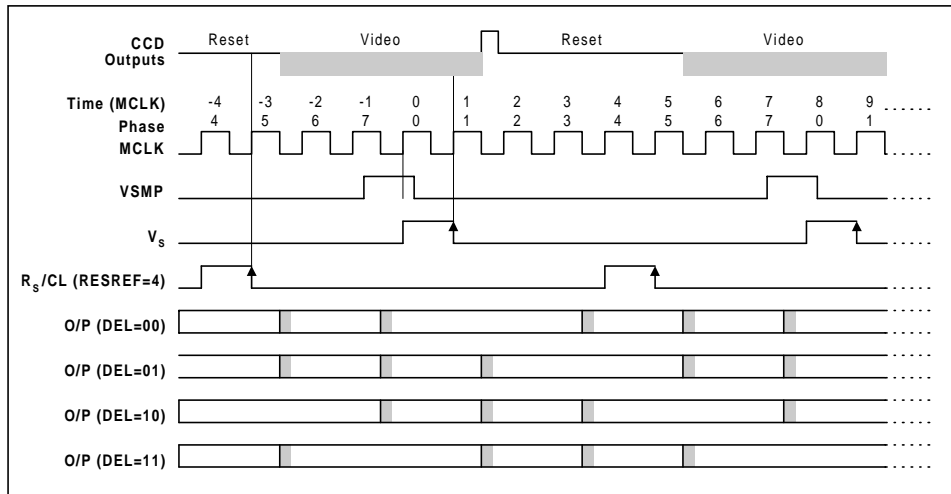 CCD Outputs Reset Video Reset Video
Time (MCLK) -4 -3 -2 -1 0 1 2 3 4 5 6 7 8 9
Phase 4 5 6 7 0 1 2 3 4 5 6 7 0 1
MCLK
VSMP
VS
RS/CL (RESREF=4)
O/P (DEL=00)
O/P (DEL=01)
O/P (DEL=10)
O/P (DEL=11)